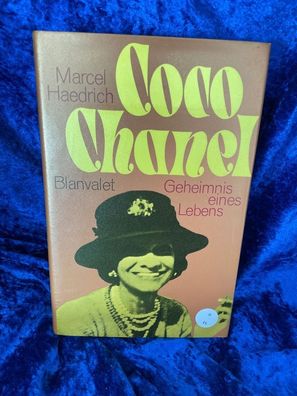 Marcel
Haedrich
Coco
Chanel
Blanvalet
Geheimnis
eines
Lebens